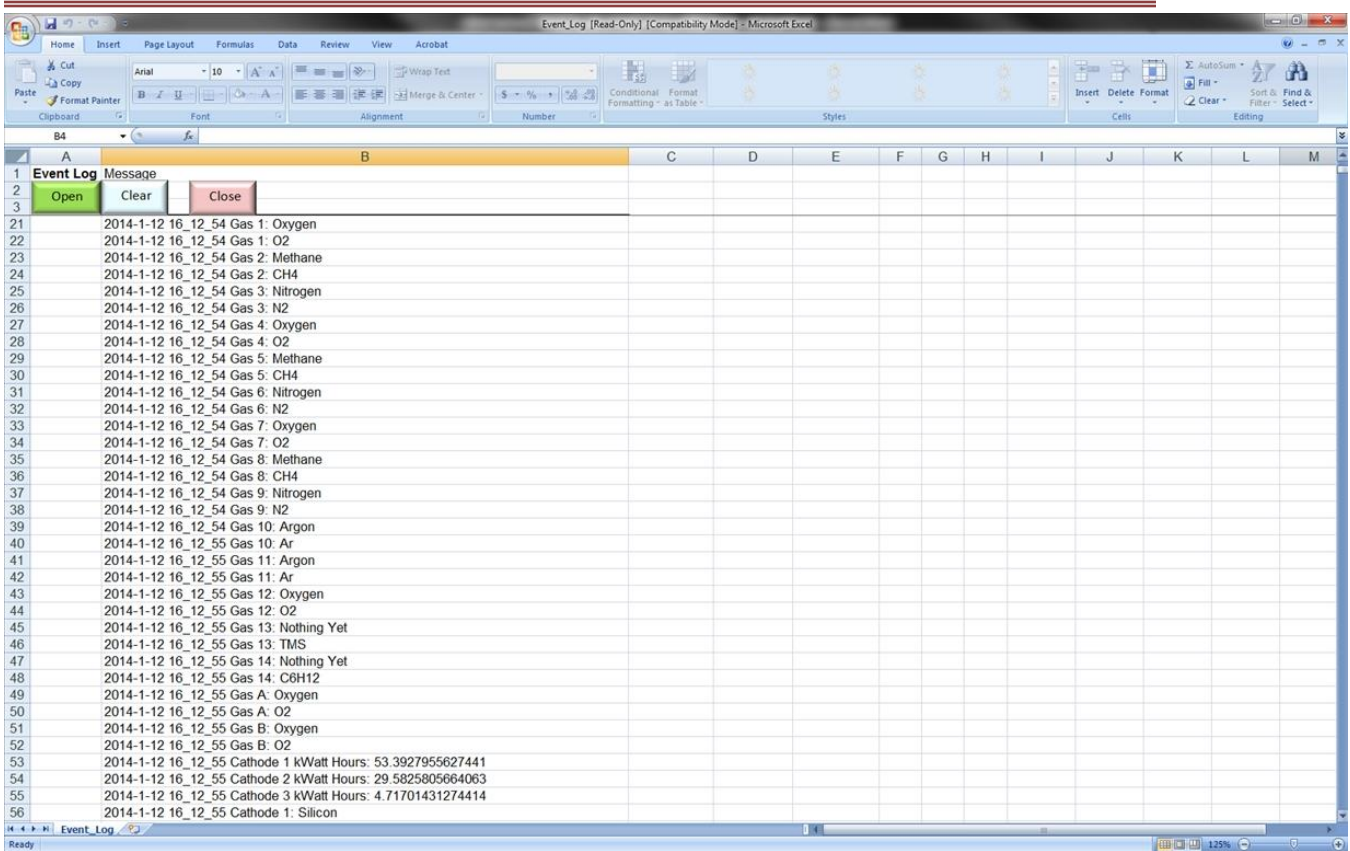 Event_Log [Read-Only] [Compatibility Mode] - Microsoft Excel
Home Insert Page Layout Formulas Data Review View Acrobat
Paste
Cut
Copy
Format Painter
Clipboard
Arial 10
B I U
Font
Wrap Text
Merge & Center
Alignment
$ % ,
Number
Conditional Formatting
Format as Table
Styles
Insert Delete Format
Cells
Σ AutoSum
Fill
Clear
Sort & Filter
Find & Select
Editing
B4 fx
A B C D E F G H I J K L M
1 Event Log Message
2 Open Clear Close
3
21 2014-1-12 16_12_54 Gas 1: Oxygen
22 2014-1-12 16_12_54 Gas 1: O2
23 2014-1-12 16_12_54 Gas 2: Methane
24 2014-1-12 16_12_54 Gas 2: CH4
25 2014-1-12 16_12_54 Gas 3: Nitrogen
26 2014-1-12 16_12_54 Gas 3: N2
27 2014-1-12 16_12_54 Gas 4: Oxygen
28 2014-1-12 16_12_54 Gas 4: O2
29 2014-1-12 16_12_54 Gas 5: Methane
30 2014-1-12 16_12_54 Gas 5: CH4
31 2014-1-12 16_12_54 Gas 6: Nitrogen
32 2014-1-12 16_12_54 Gas 6: N2
33 2014-1-12 16_12_54 Gas 7: Oxygen
34 2014-1-12 16_12_54 Gas 7: O2
35 2014-1-12 16_12_54 Gas 8: Methane
36 2014-1-12 16_12_54 Gas 8: CH4
37 2014-1-12 16_12_54 Gas 9: Nitrogen
38 2014-1-12 16_12_54 Gas 9: N2
39 2014-1-12 16_12_54 Gas 10: Argon
40 2014-1-12 16_12_55 Gas 10: Ar
41 2014-1-12 16_12_55 Gas 11: Argon
42 2014-1-12 16_12_55 Gas 11: Ar
43 2014-1-12 16_12_55 Gas 12: Oxygen
44 2014-1-12 16_12_55 Gas 12: O2
45 2014-1-12 16_12_55 Gas 13: Nothing Yet
46 2014-1-12 16_12_55 Gas 13: TMS
47 2014-1-12 16_12_55 Gas 14: Nothing Yet
48 2014-1-12 16_12_55 Gas 14: C6H12
49 2014-1-12 16_12_55 Gas A: Oxygen
50 2014-1-12 16_12_55 Gas A: O2
51 2014-1-12 16_12_55 Gas B: Oxygen
52 2014-1-12 16_12_55 Gas B: O2
53 2014-1-12 16_12_55 Cathode 1 kWatt Hours: 53.3927955627441
54 2014-1-12 16_12_55 Cathode 2 kWatt Hours: 29.5825805664063
55 2014-1-12 16_12_55 Cathode 3 kWatt Hours: 4.71701431274414
56 2014-1-12 16_12_55 Cathode 1: Silicon
Event_Log
Ready 125%